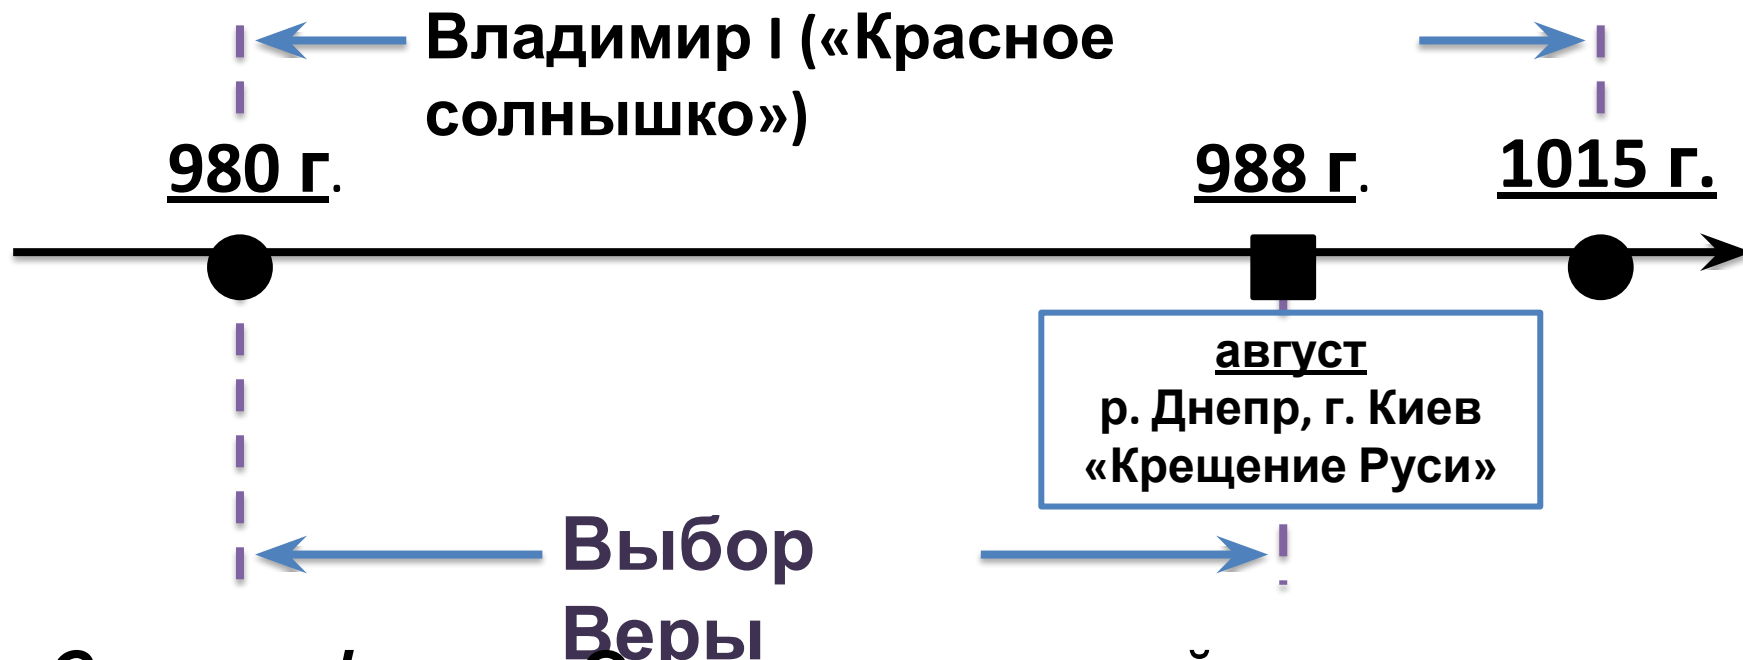 Владимир I («Красное
солнышко»)
980 г.
988 г.
1015 г.
август
р. Днепр, г. Киев
«Крещение Руси»
Выбор
Веры